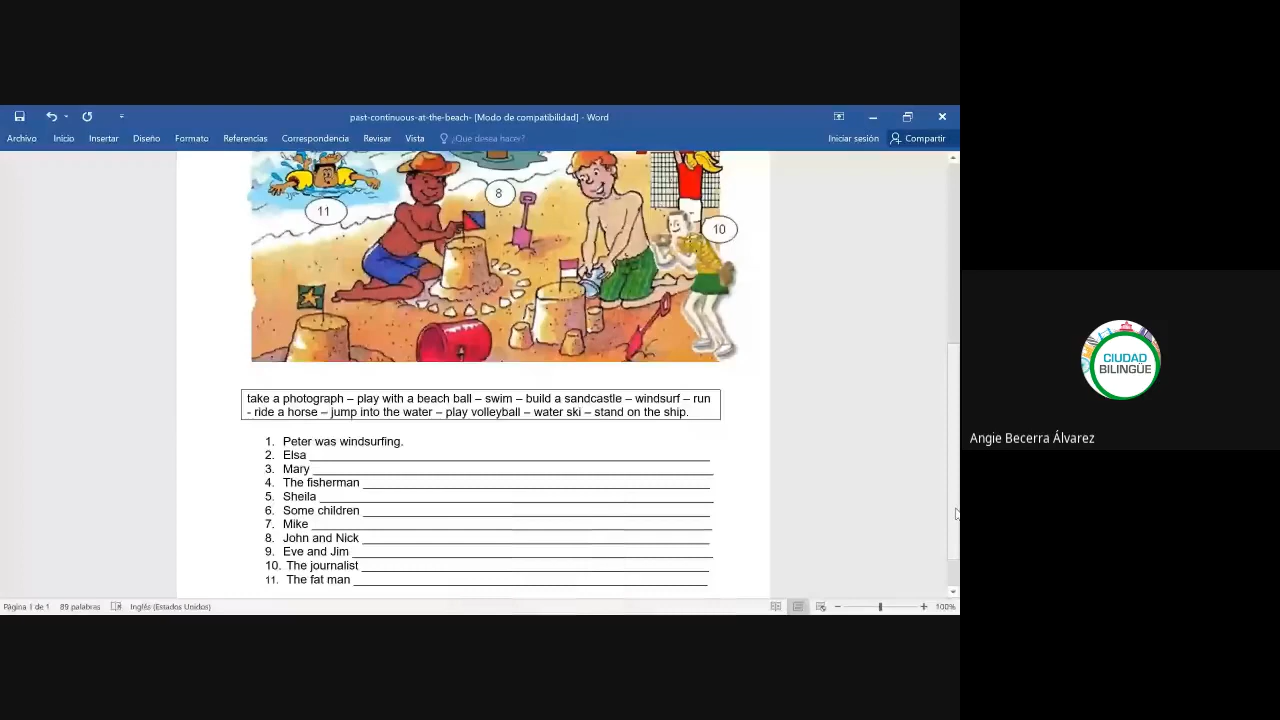 past-continuous-at-the-beach- [Modo de compatibilidad] - Word
Archivo Inicio Insertar Diseño Formato Referencias Correspondencia Revisar Vista ¿Que desea hacer? Iniciar sesión Compartir
8
11
10
CIUDAD
BILINGÜE
Angie Becerra Álvarez
take a photograph – play with a beach ball – swim – build a sandcastle – windsurf – run
- ride a horse – jump into the water – play volleyball – water ski – stand on the ship.
1. Peter was windsurfing.
2. Elsa
3. Mary
4. The fisherman
5. Sheila
6. Some children
7. Mike
8. John and Nick
9. Eve and Jim
10. The journalist
11. The fat man
Página 1 de 1 89 palabras Inglés (Estados Unidos) 100%